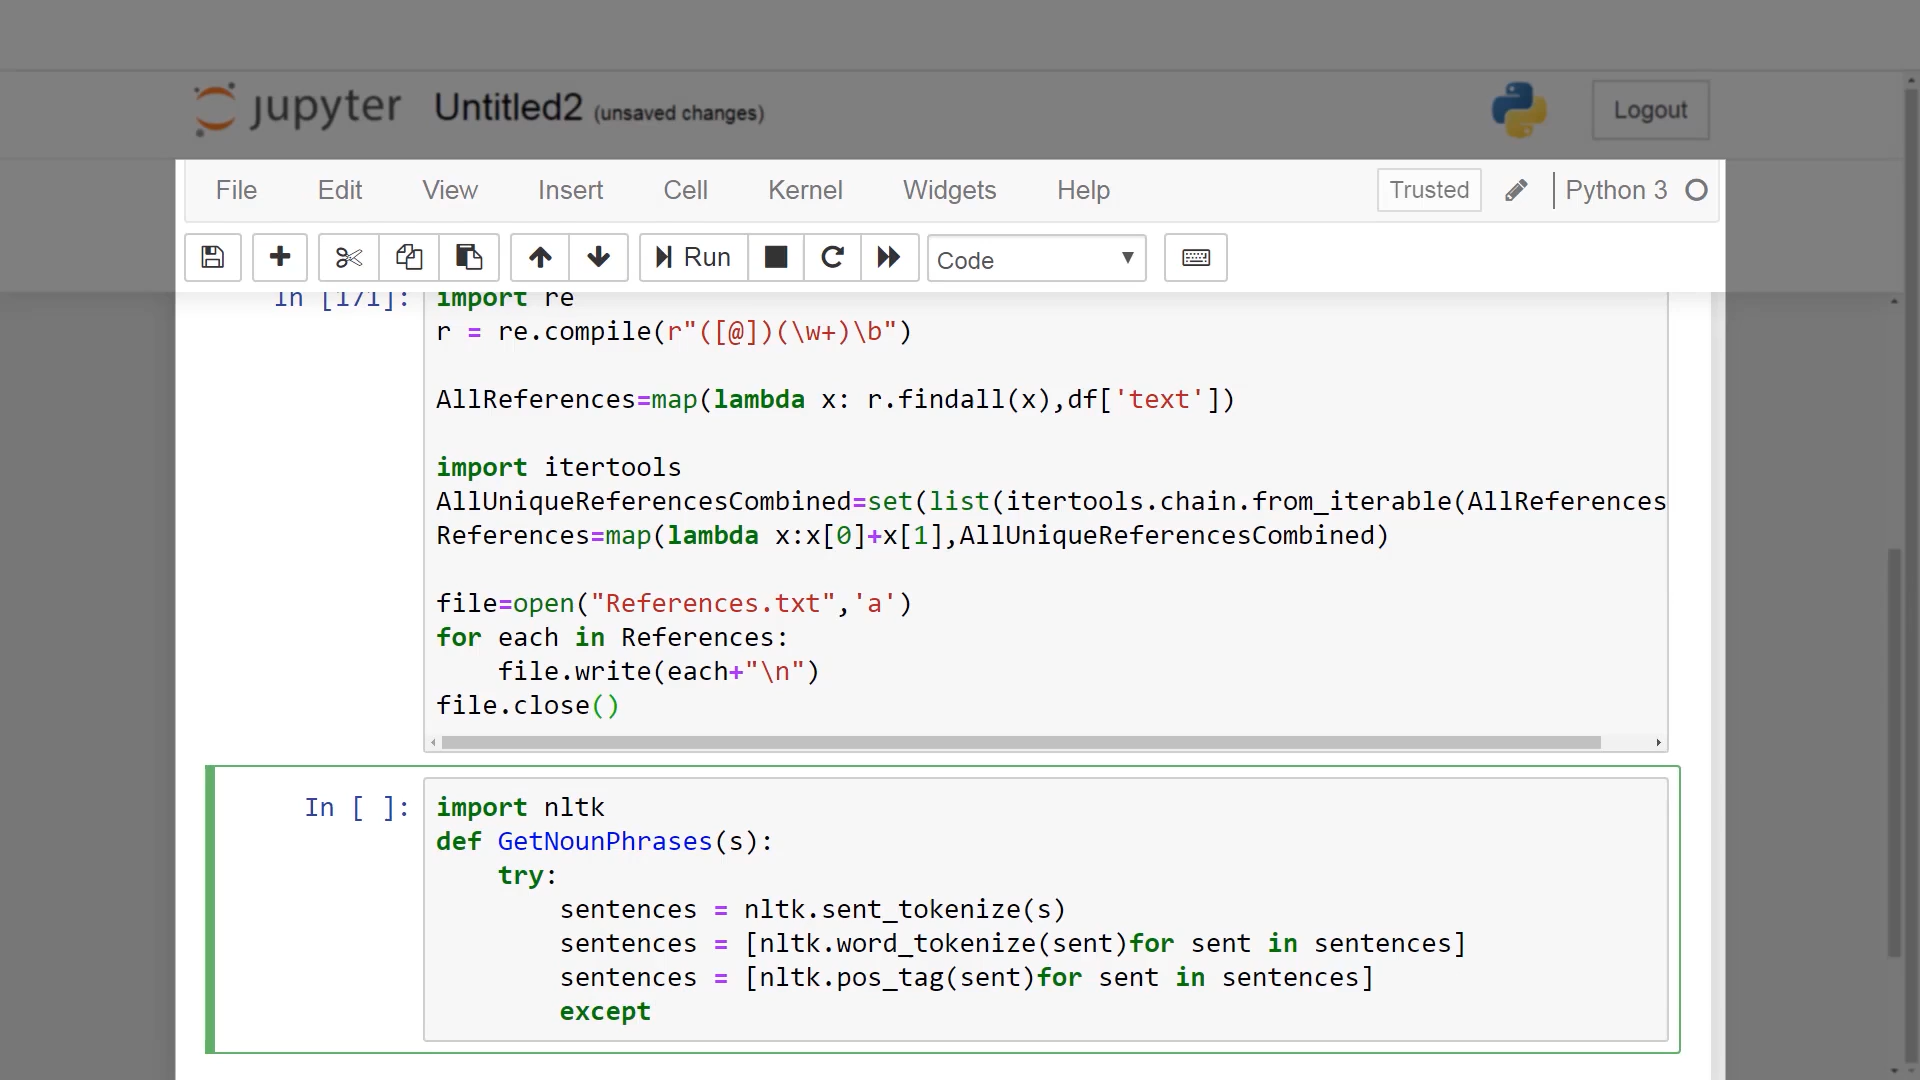 jupyter Untitled2 (unsaved changes) Logout
File Edit View Insert Cell Kernel Widgets Help Trusted Python 3
Run Code
In [171]: import re
r = re.compile(r"([@])(\w+)\b")
AllReferences=map(lambda x: r.findall(x),df['text'])
import itertools
AllUniqueReferencesCombined=set(list(itertools.chain.from_iterable(AllReferences
References=map(lambda x:x[0]+x[1],AllUniqueReferencesCombined)
file=open("References.txt",'a')
for each in References:
    file.write(each+"\n")
file.close()
In [ ]: import nltk
def GetNounPhrases(s):
    try:
        sentences = nltk.sent_tokenize(s)
        sentences = [nltk.word_tokenize(sent)for sent in sentences]
        sentences = [nltk.pos_tag(sent)for sent in sentences]
        except